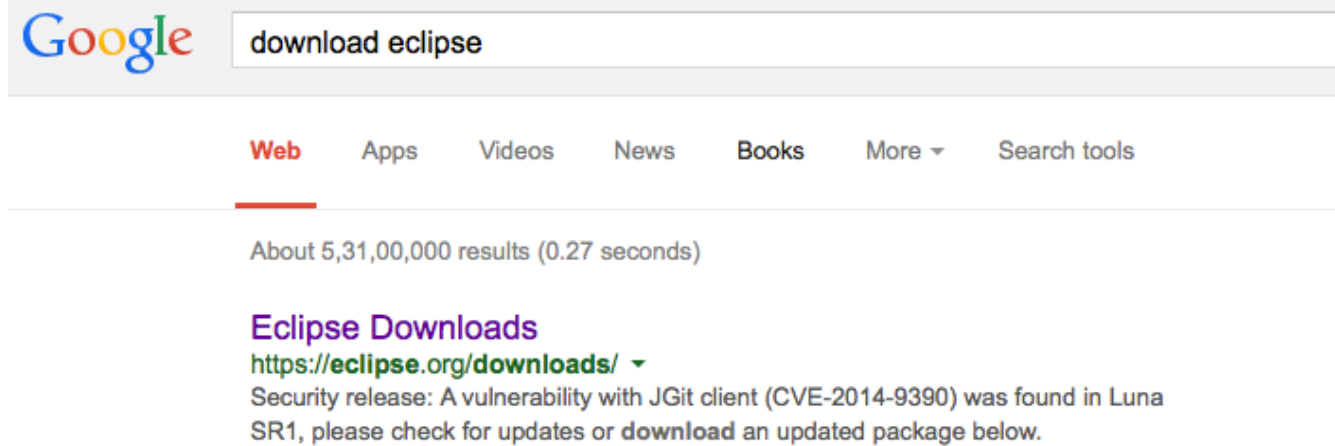 Google download eclipse
Web Apps Videos News Books More Search tools
About 5,31,00,000 results (0.27 seconds)
Eclipse Downloads
https://eclipse.org/downloads/
Security release: A vulnerability with JGit client (CVE-2014-9390) was found in Luna
SR1, please check for updates or download an updated package below.